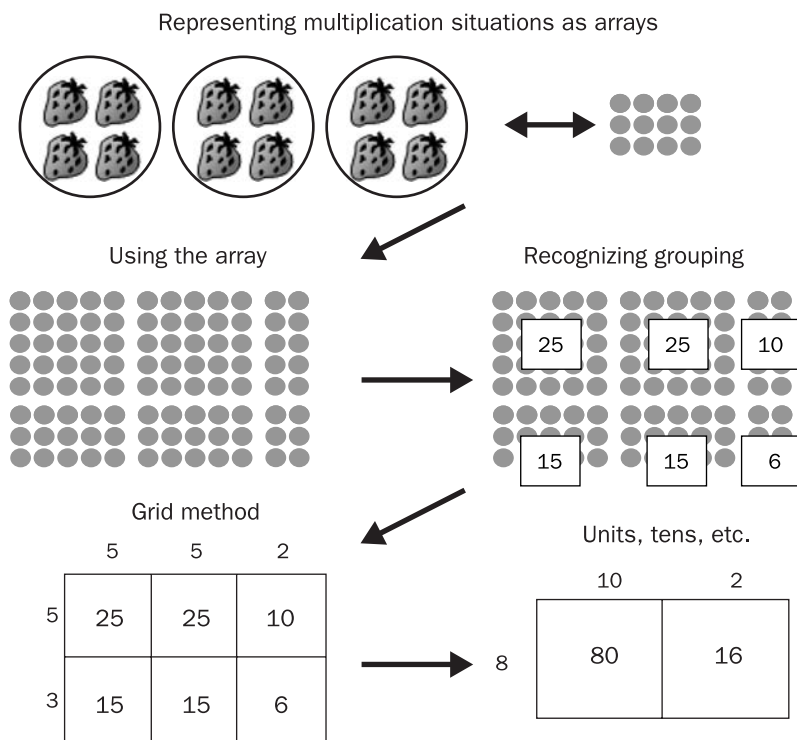 Representing multiplication situations as arrays
Using the array
Recognizing grouping
25 25 10
15 15 6
Grid method
5 5 2
5 25 25 10
3 15 15 6
Units, tens, etc.
10 2
8 80 16